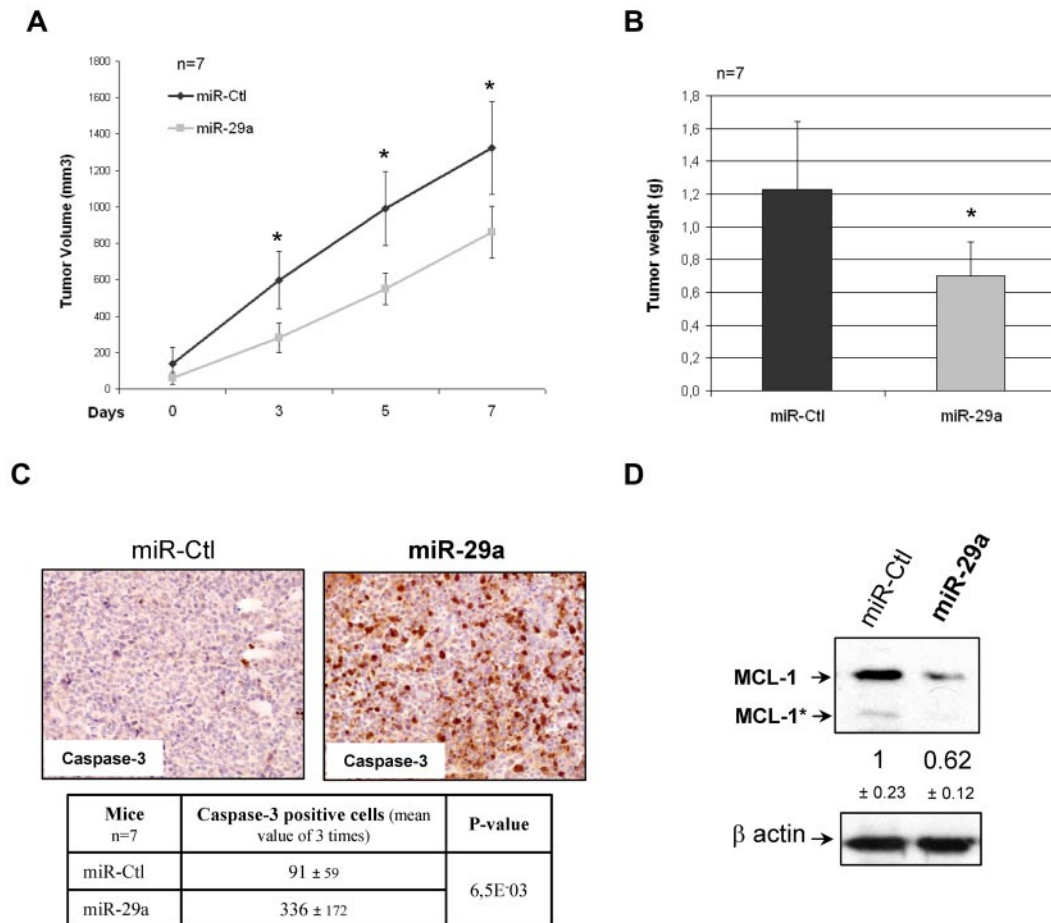 A
n=7
miR-Ctl
miR-29a
Tumor Volume (mm3)
1800
1600
1400
1200
1000
800
600
400
200
0
*
*
*
Days 0 3 5 7
B
n=7
Tumor weight (g)
1,8
1,6
1,4
1,2
1,0
0,8
0,6
0,4
0,2
0,0
*
miR-Ctl miR-29a
C
miR-Ctl miR-29a
Caspase-3 Caspase-3
Mice
n=7
Caspase-3 positive cells (mean
value of 3 times)
P-value
miR-Ctl 91 ± 59
6,5E-03
miR-29a 336 ± 172
D
miR-Ctl miR-29a
MCL-1
MCL-1*
1 0.62
± 0.23 ± 0.12
β actin